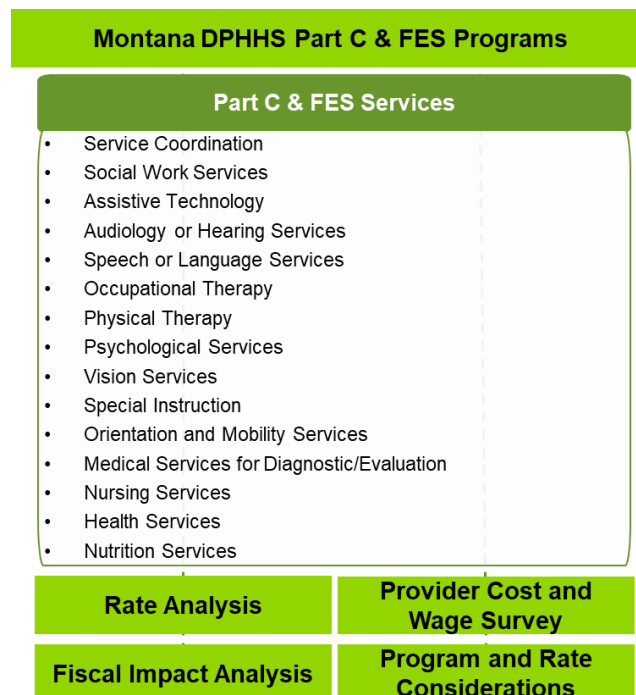 Montana DPHHS Part C & FES Programs
Part C & FES Services
• Service Coordination
• Social Work Services
• Assistive Technology
• Audiology or Hearing Services
• Speech or Language Services
• Occupational Therapy
• Physical Therapy
• Psychological Services
• Vision Services
• Special Instruction
• Orientation and Mobility Services
• Medical Services for Diagnostic/Evaluation
• Nursing Services
• Health Services
• Nutrition Services
Rate Analysis
Provider Cost and
Wage Survey
Fiscal Impact Analysis
Program and Rate
Considerations